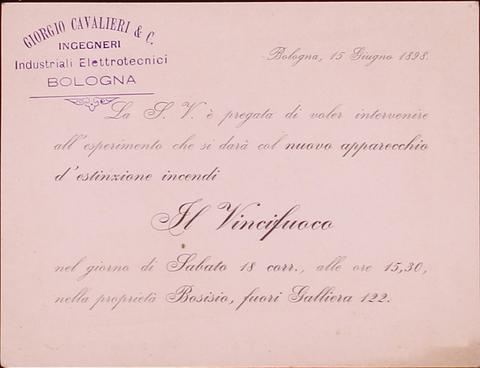 GIORGIO CAVALIERI & C.
INGEGNERI
Industriali Elettrotecnici
BOLOGNA
Bologna, 15 Giugno 1898.
La S. V. è pregata di voler intervenire
all'esperimento che si darà col nuovo apparecchio
d'estinzione incendi
Il Vincifuoco
nel giorno di Sabato 18 corr., alle ore 15,30,
nella proprietà Bosisio, fuori Galliera 122.